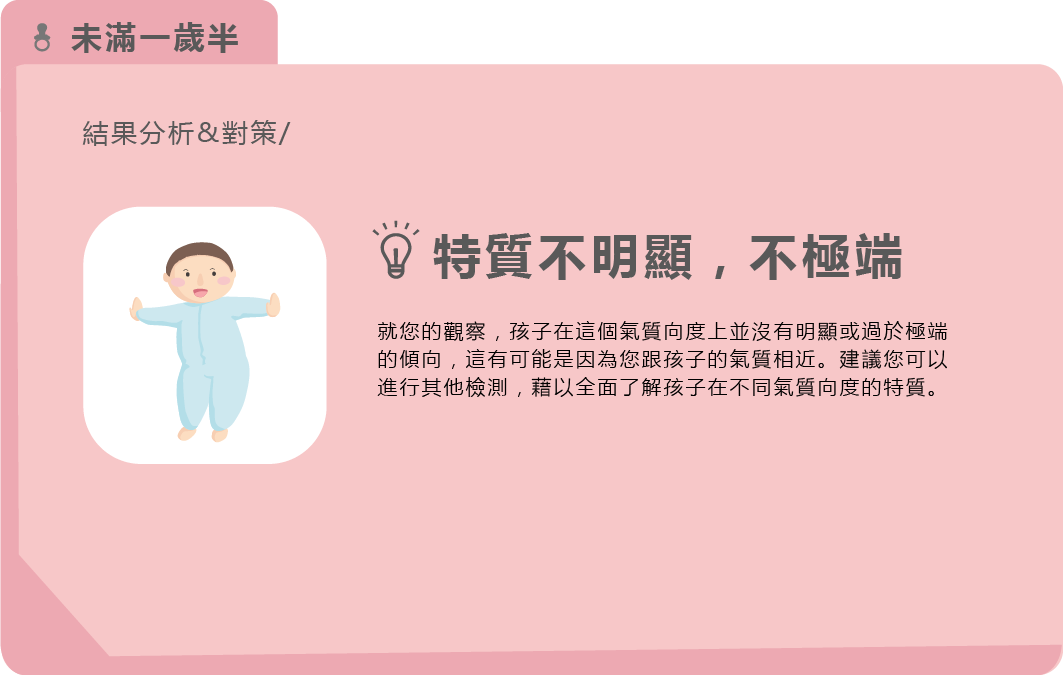 未滿一歲半
結果分析&對策/
特質不明顯，不極端
就您的觀察，孩子在這個氣質向度上並沒有明顯或過於極端
的傾向，這有可能是因為您跟孩子的氣質相近。建議您可以
進行其他檢測，藉以全面了解孩子在不同氣質向度的特質。